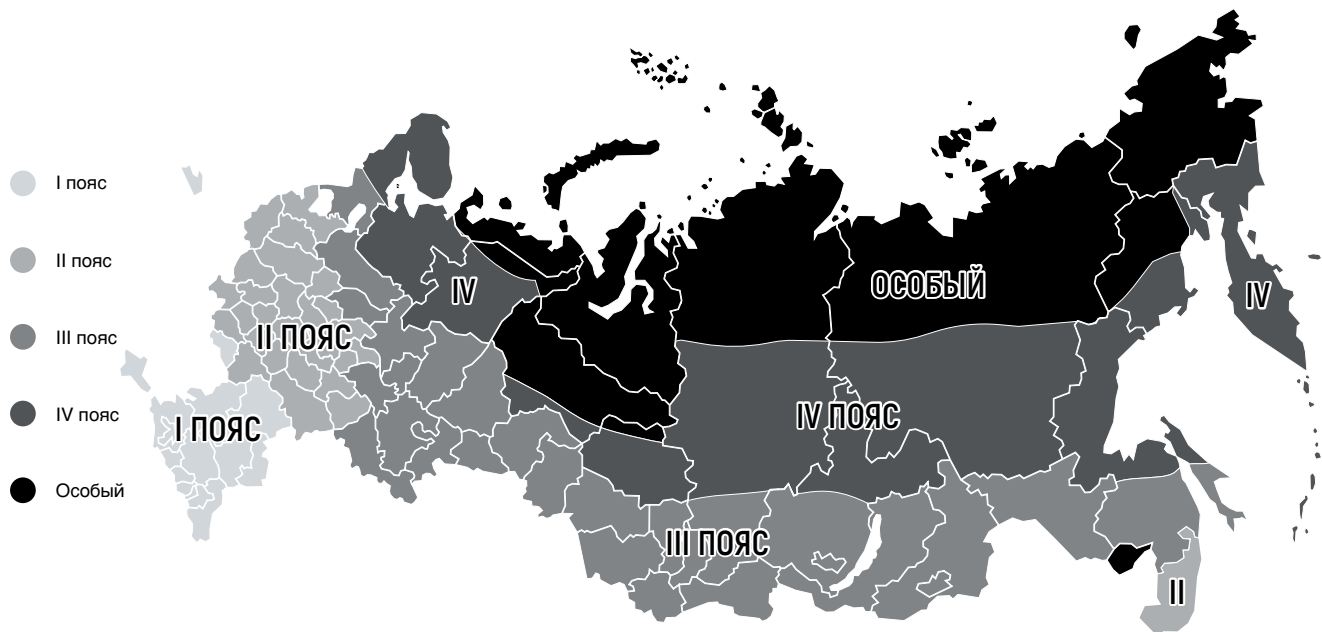 I пояс
II пояс
III пояс
IV пояс
Особый
ОСОБЫЙ
IV
IV
II ПОЯС
IV ПОЯС
I ПОЯС
III ПОЯС
II